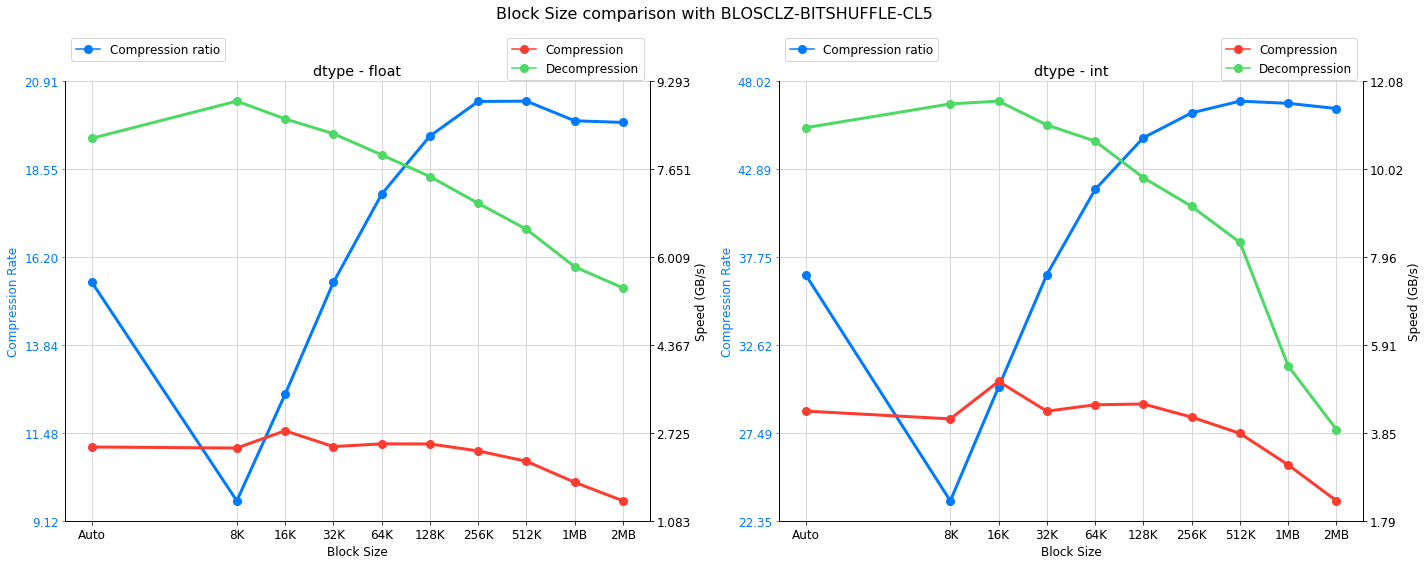 Block Size comparison with BLOSCLZ-BITSHUFFLE-CL5
Compression ratio
Compression
Decompression
dtype - float
20.91
18.55
16.20
13.84
11.48
9.12
Compression Rate
9.293
7.651
6.009
4.367
2.725
1.083
Speed (GB/s)
Auto 8K 16K 32K 64K 128K 256K 512K 1MB 2MB
Block Size
Compression ratio
Compression
Decompression
dtype - int
48.02
42.89
37.75
32.62
27.49
22.35
Compression Rate
12.08
10.02
7.96
5.91
3.85
1.79
Speed (GB/s)
Auto 8K 16K 32K 64K 128K 256K 512K 1MB 2MB
Block Size